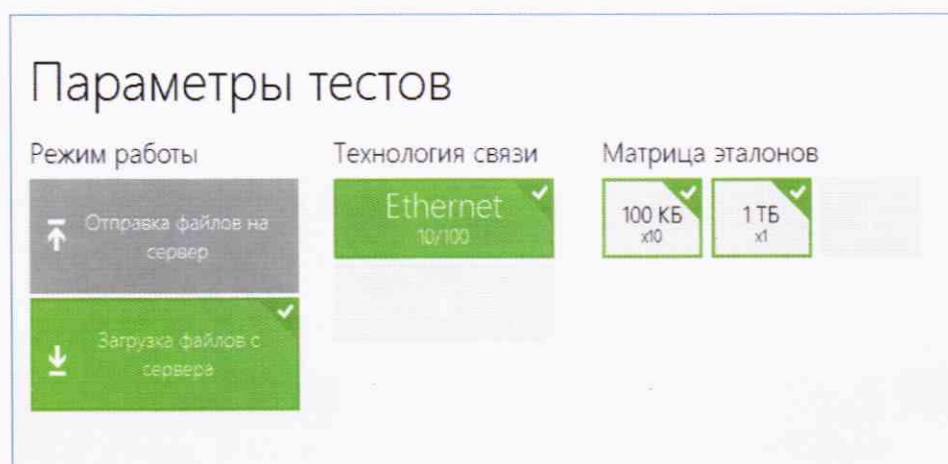 Параметры тестов
Режим работы
Отправка файлов на
сервер
Загрузка файлов с
сервера
Технология связи
Ethernet
10/100
Матрица эталонов
100 КБ
x10
1 ТБ
x1